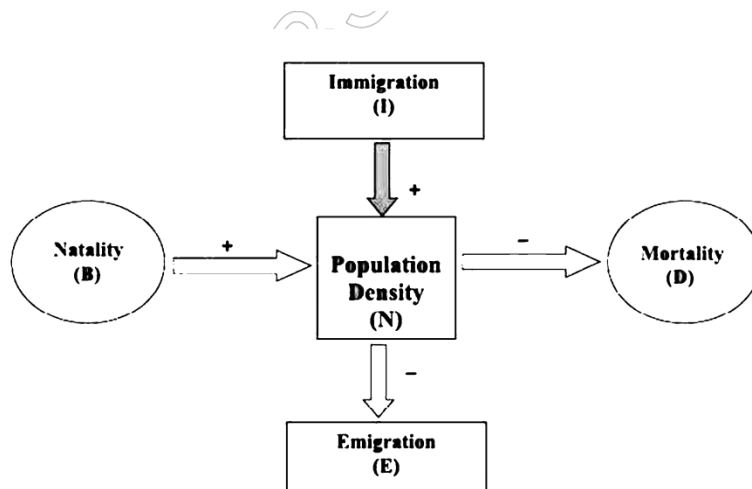 Immigration
(I)
+
Natality
(B)
+
Population
Density
(N)
–
Mortality
(D)
–
Emigration
(E)